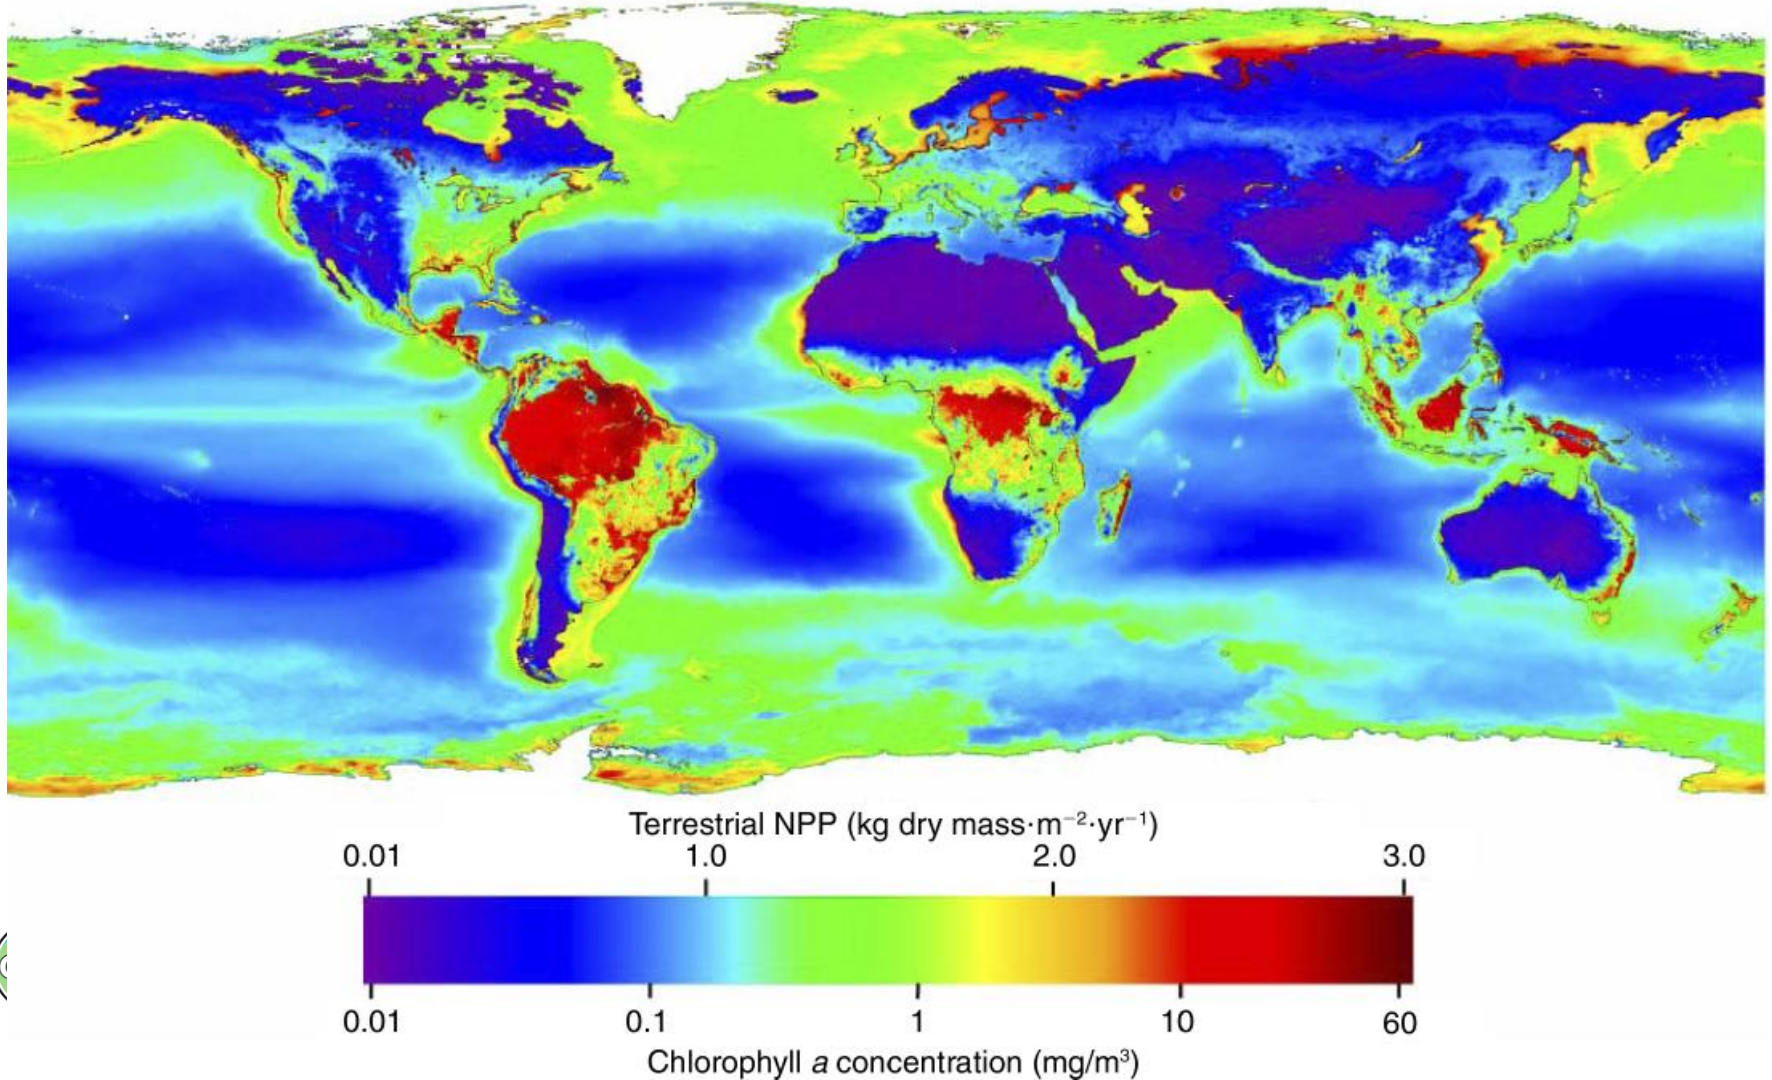 Terrestrial NPP (kg dry mass·m⁻²·yr⁻¹)
0.01 1.0 2.0 3.0
0.01 0.1 1 10 60
Chlorophyll a concentration (mg/m³)